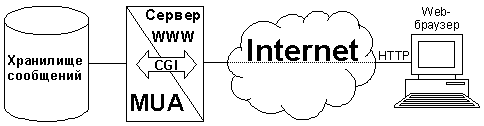 Хранилище
сообщений
Сервер
WWW
CGI
MUA
Internet
HTTP
Web-
браузер